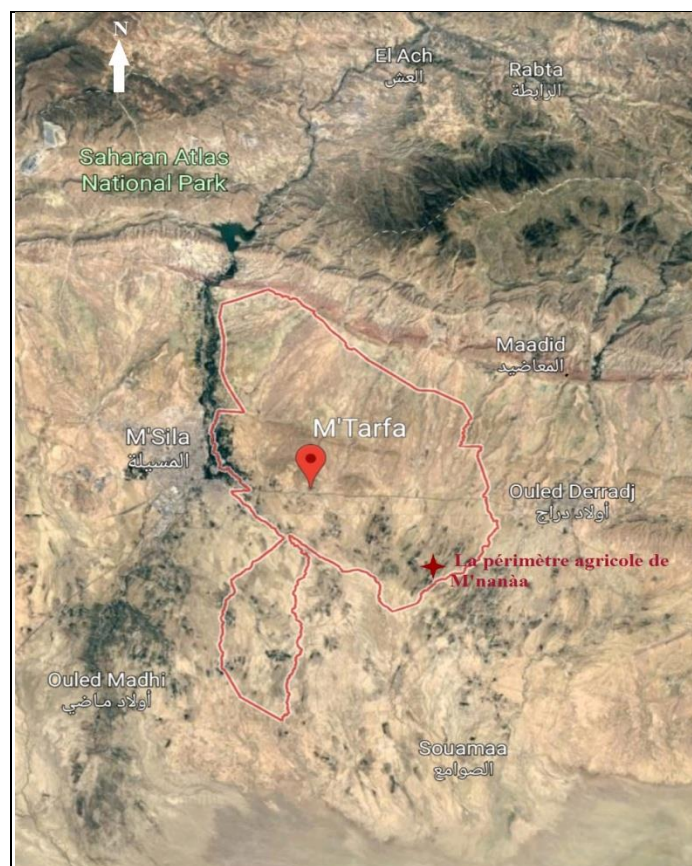 N
El Ach
العش
Rabta
الرابطة
Saharan Atlas
National Park
Maadid
المعاضيد
M'Tarfa
M'Sila
المسيلة
Ouled Derradj
أولاد دراج
La périmètre agricole de
M'nanàa
Ouled Madhi
أولاد ماضي
Souamaa
الصوامع